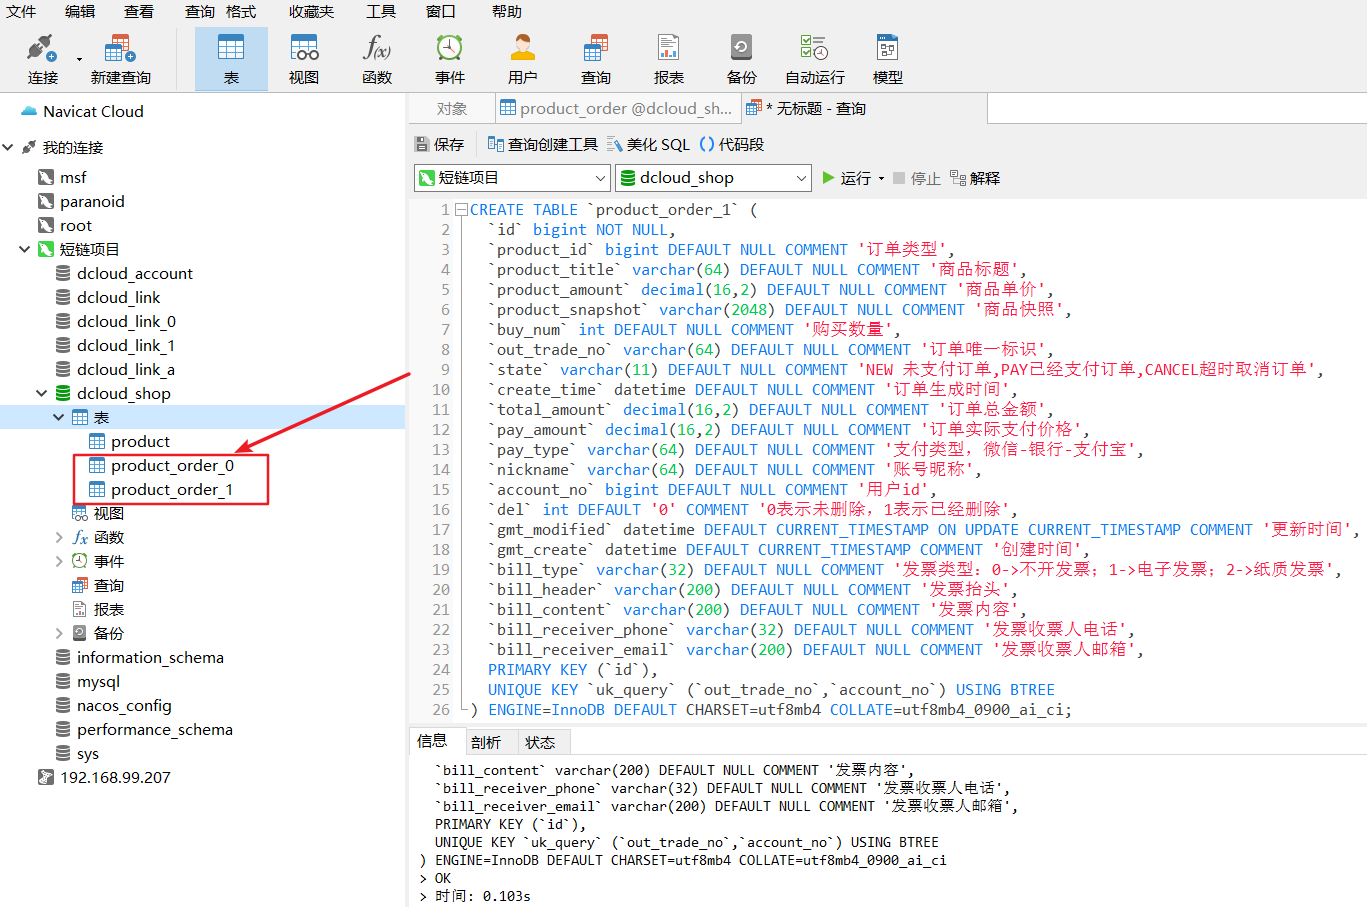 文件 编辑 查看 查询 格式 收藏夹 工具 窗口 帮助
连接 新建查询 表 视图 函数 事件 用户 查询 报表 备份 自动运行 模型
Navicat Cloud
我的连接
msf
paranoid
root
短链项目
dcloud_account
dcloud_link
dcloud_link_0
dcloud_link_1
dcloud_link_a
dcloud_shop
表
product
product_order_0
product_order_1
视图
函数
事件
查询
报表
备份
information_schema
mysql
nacos_config
performance_schema
sys
192.168.99.207
对象 product_order @dcloud_sh... * 无标题 - 查询
保存 查询创建工具 美化 SQL () 代码段
短链项目 dcloud_shop 运行 停止 解释
1 CREATE TABLE `product_order_1` (
2 `id` bigint NOT NULL,
3 `product_id` bigint DEFAULT NULL COMMENT '订单类型',
4 `product_title` varchar(64) DEFAULT NULL COMMENT '商品标题',
5 `product_amount` decimal(16,2) DEFAULT NULL COMMENT '商品单价',
6 `product_snapshot` varchar(2048) DEFAULT NULL COMMENT '商品快照',
7 `buy_num` int DEFAULT NULL COMMENT '购买数量',
8 `out_trade_no` varchar(64) DEFAULT NULL COMMENT '订单唯一标识',
9 `state` varchar(11) DEFAULT NULL COMMENT 'NEW 未支付订单,PAY已经支付订单,CANCEL超时取消订单',
10 `create_time` datetime DEFAULT NULL COMMENT '订单生成时间',
11 `total_amount` decimal(16,2) DEFAULT NULL COMMENT '订单总金额',
12 `pay_amount` decimal(16,2) DEFAULT NULL COMMENT '订单实际支付价格',
13 `pay_type` varchar(64) DEFAULT NULL COMMENT '支付类型，微信-银行-支付宝',
14 `nickname` varchar(64) DEFAULT NULL COMMENT '账号昵称',
15 `account_no` bigint DEFAULT NULL COMMENT '用户id',
16 `del` int DEFAULT '0' COMMENT '0表示未删除，1表示已经删除',
17 `gmt_modified` datetime DEFAULT CURRENT_TIMESTAMP ON UPDATE CURRENT_TIMESTAMP COMMENT '更新时间',
18 `gmt_create` datetime DEFAULT CURRENT_TIMESTAMP COMMENT '创建时间',
19 `bill_type` varchar(32) DEFAULT NULL COMMENT '发票类型：0->不开发票；1->电子发票；2->纸质发票',
20 `bill_header` varchar(200) DEFAULT NULL COMMENT '发票抬头',
21 `bill_content` varchar(200) DEFAULT NULL COMMENT '发票内容',
22 `bill_receiver_phone` varchar(32) DEFAULT NULL COMMENT '发票收票人电话',
23 `bill_receiver_email` varchar(200) DEFAULT NULL COMMENT '发票收票人邮箱',
24 PRIMARY KEY (`id`),
25 UNIQUE KEY `uk_query` (`out_trade_no`,`account_no`) USING BTREE
26 ) ENGINE=InnoDB DEFAULT CHARSET=utf8mb4 COLLATE=utf8mb4_0900_ai_ci;
信息 剖析 状态
`bill_content` varchar(200) DEFAULT NULL COMMENT '发票内容',
`bill_receiver_phone` varchar(32) DEFAULT NULL COMMENT '发票收票人电话',
`bill_receiver_email` varchar(200) DEFAULT NULL COMMENT '发票收票人邮箱',
PRIMARY KEY (`id`),
UNIQUE KEY `uk_query` (`out_trade_no`,`account_no`) USING BTREE
) ENGINE=InnoDB DEFAULT CHARSET=utf8mb4 COLLATE=utf8mb4_0900_ai_ci
> OK
> 时间: 0.103s